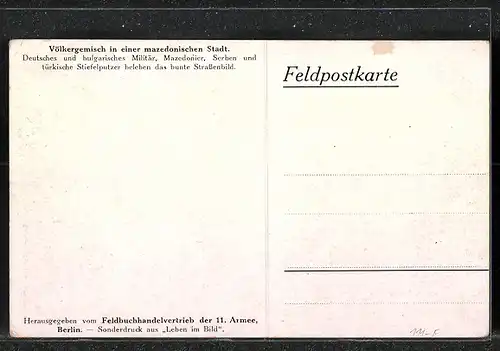 Völkergemisch in einer mazedonischen Stadt.
Deutsches und bulgarisches Militär, Mazedonier, Serben und
türkische Stiefelputzer beleben das bunte Straßenbild.
Feldpostkarte
Herausgegeben vom Feldbuchhandelvertrieb der 11. Armee,
Berlin. — Sonderdruck aus „Leben im Bild“.